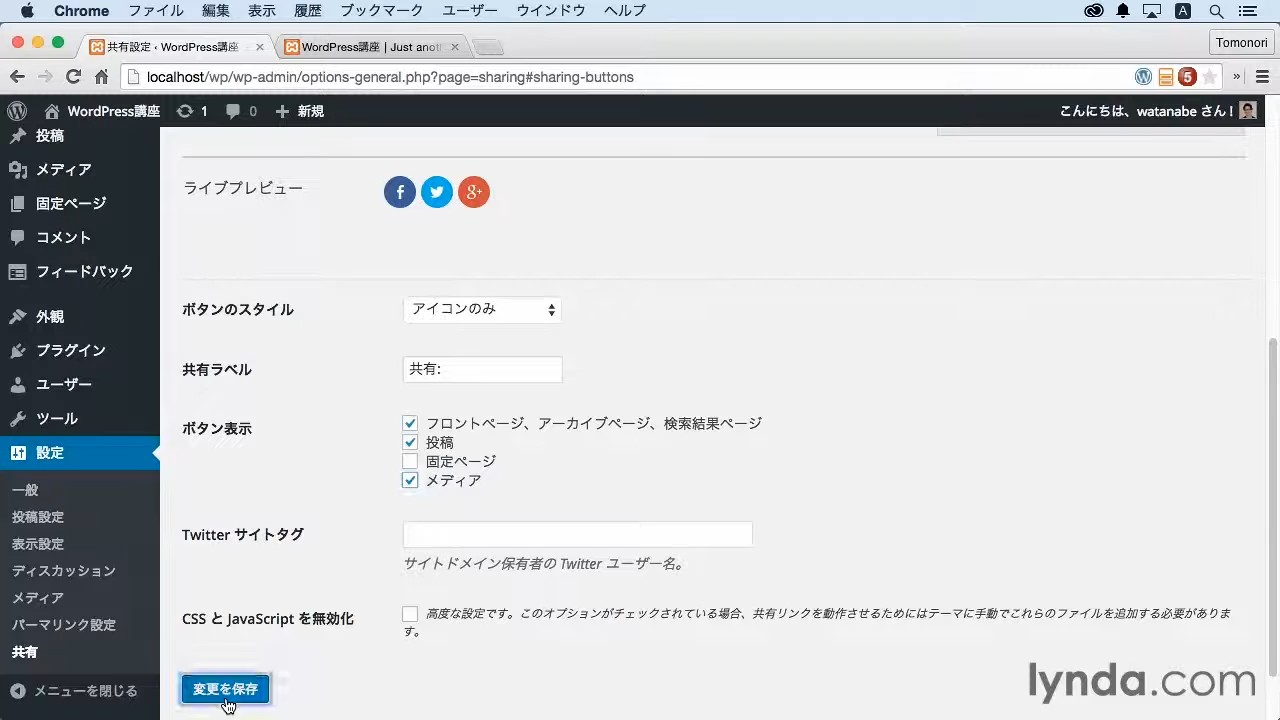 Chrome ファイル 編集 表示 履歴 ブックマーク ユーザー ウインドウ ヘルプ A
共有設定 ‹ WordPress講座 × WordPress講座 | Just anot × Tomonori
localhost/wp/wp-admin/options-general.php?page=sharing#sharing-buttons 5 »
WordPress講座 1 0 + 新規 こんにちは、watanabe さん !
投稿
メディア
固定ページ
コメント
フィードバック
外観
プラグイン
ユーザー
ツール
設定
一般
投稿設定
表示設定
ディスカッション
メディア
パーマリンク設定
共有
メニューを閉じる
ライブプレビュー f g+
ボタンのスタイル アイコンのみ
共有ラベル 共有:
ボタン表示 フロントページ、アーカイブページ、検索結果ページ
投稿
固定ページ
メディア
Twitter サイトタグ
サイトドメイン保有者の Twitter ユーザー名。
CSS と JavaScript を無効化 高度な設定です。このオプションがチェックされている場合、共有リンクを動作させるためにはテーマに手動でこれらのファイルを追加する必要がありま
す。
変更を保存
lynda.com